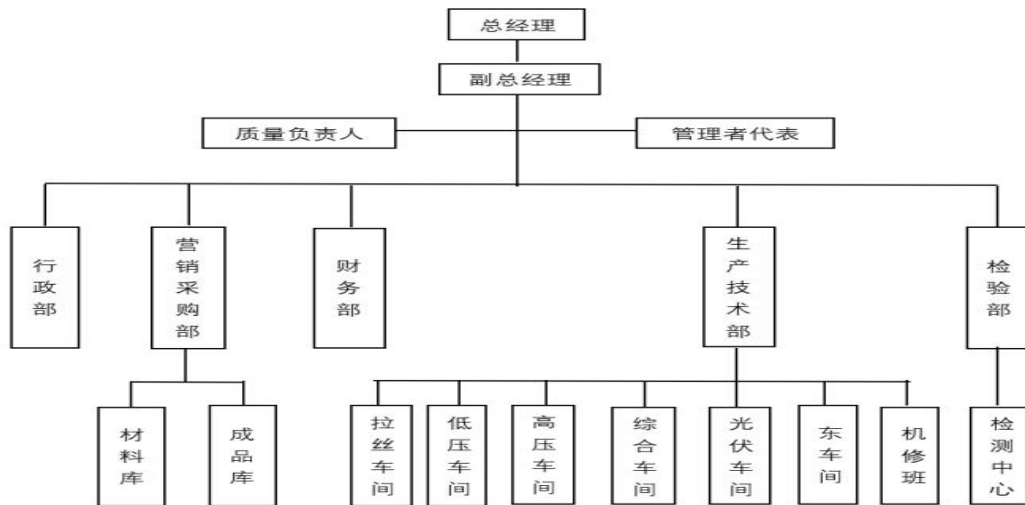 总经理
副总经理
质量负责人
管理者代表
行政部
营销采购部
财务部
生产技术部
检验部
材料库
成品库
拉丝车间
低压车间
高压车间
综合车间
光伏车间
东车间
机修班
检测中心